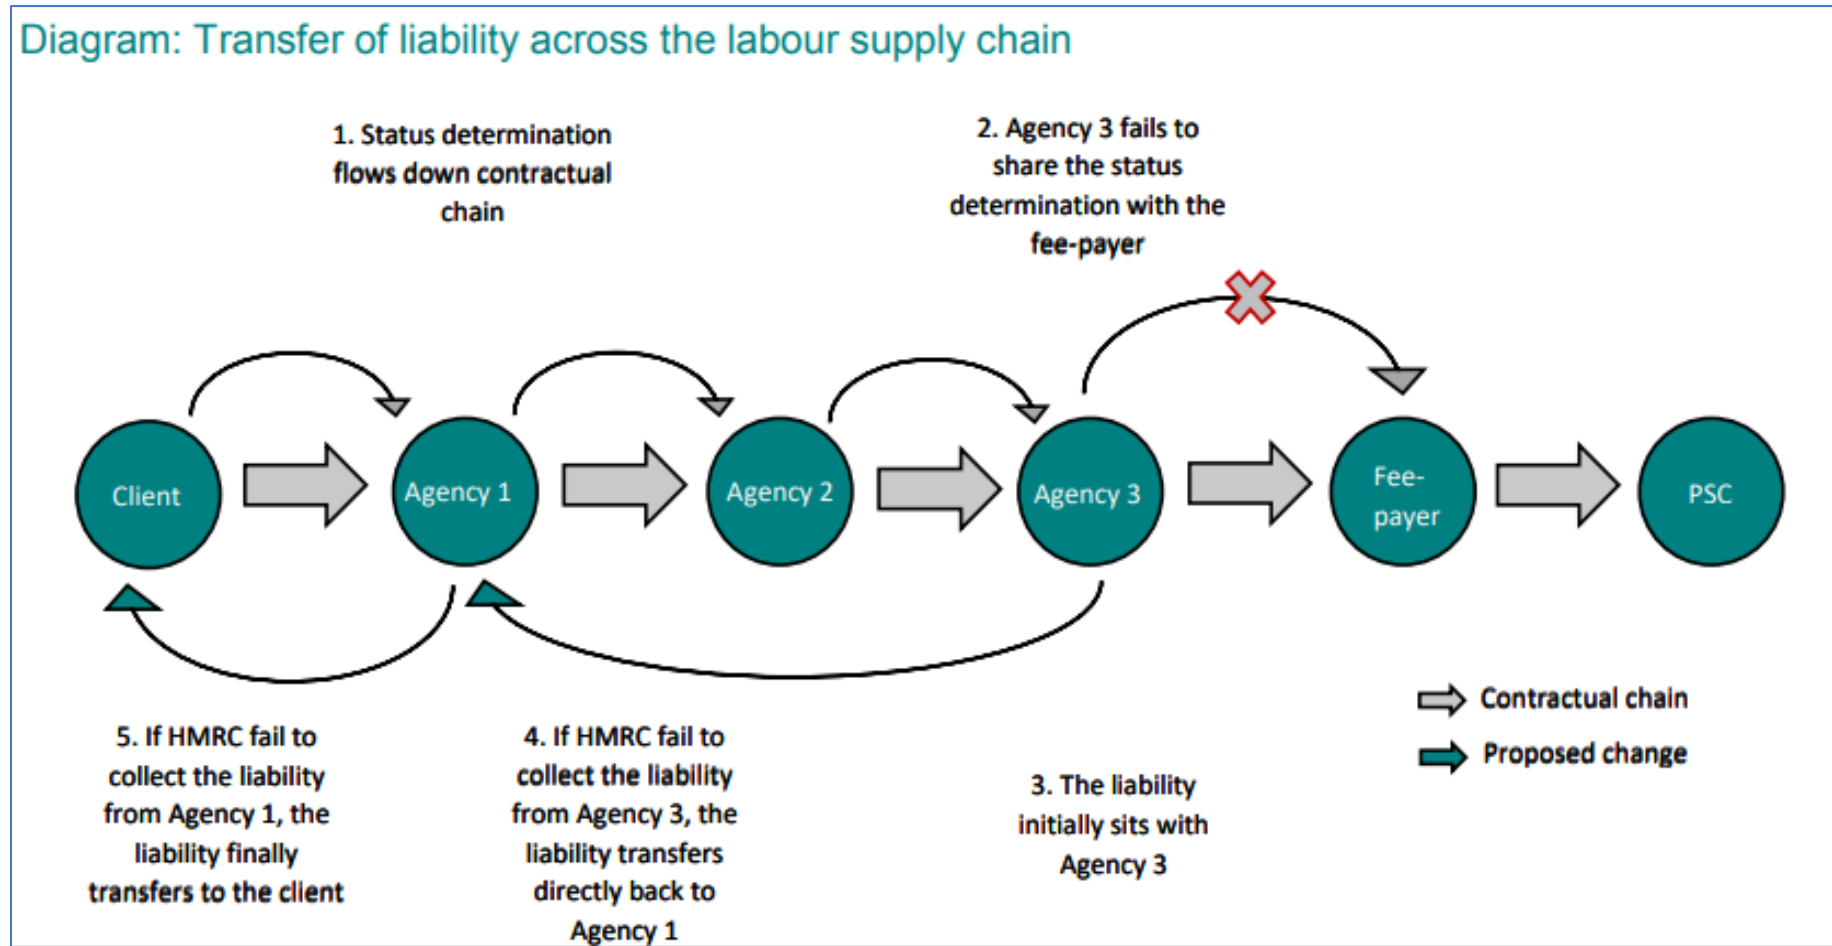 Diagram: Transfer of liability across the labour supply chain
1. Status determination
flows down contractual
chain
2. Agency 3 fails to
share the status
determination with the
fee-payer
Client
Agency 1
Agency 2
Agency 3
Fee-
payer
PSC
5. If HMRC fail to
collect the liability
from Agency 1, the
liability finally
transfers to the client
4. If HMRC fail to
collect the liability
from Agency 3, the
liability transfers
directly back to
Agency 1
3. The liability
initially sits with
Agency 3
Contractual chain
Proposed change